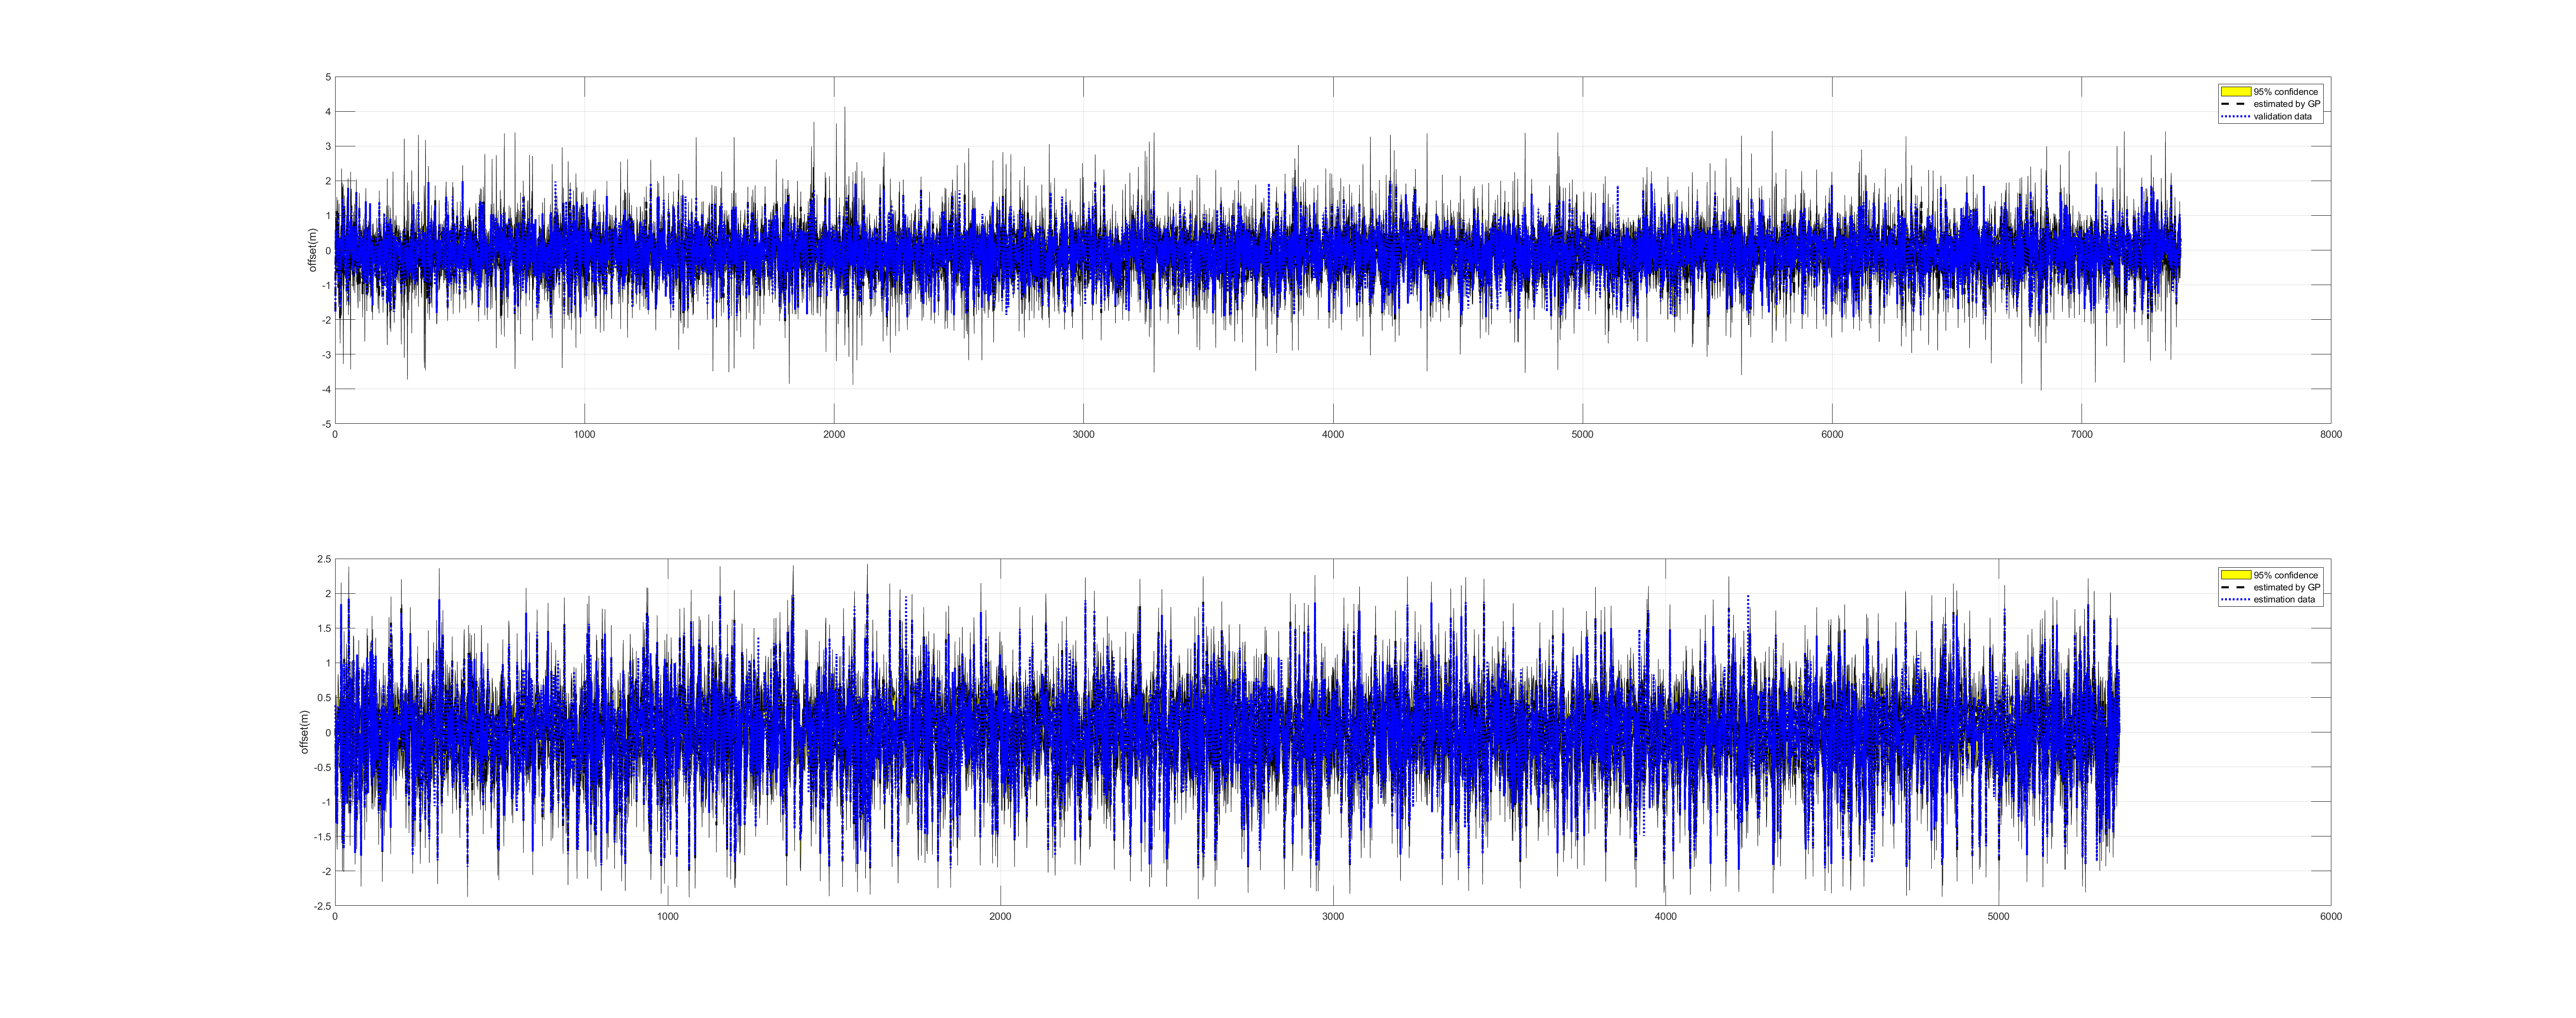 5
4
3
2
1
0
-1
-2
-3
-4
-5
offset(m)
0 1000 2000 3000 4000 5000 6000 7000 8000
95% confidence
estimated by GP
validation data
2.5
2
1.5
1
0.5
0
-0.5
-1
-1.5
-2
-2.5
offset(m)
0 1000 2000 3000 4000 5000 6000
95% confidence
estimated by GP
estimation data